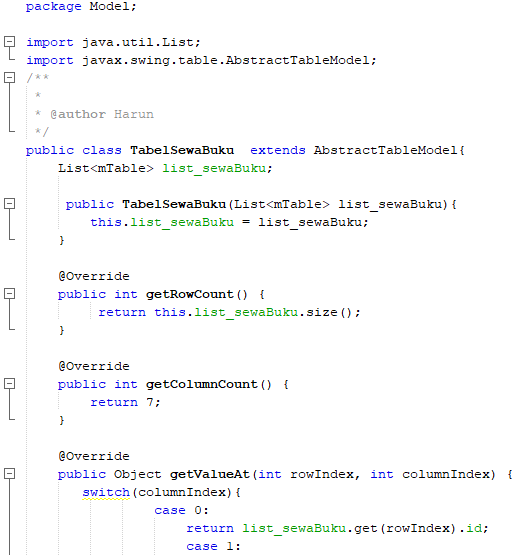 package Model;
import java.util.List;
import javax.swing.table.AbstractTableModel;
/**
 *
 * @author Harun
 */
public class TabelSewaBuku  extends AbstractTableModel{
    List<mTable> list_sewaBuku;
     public TabelSewaBuku(List<mTable> list_sewaBuku){
        this.list_sewaBuku = list_sewaBuku;
    }
    @Override
    public int getRowCount() {
         return this.list_sewaBuku.size();
    }
    @Override
    public int getColumnCount() {
        return 7;
    }
    @Override
    public Object getValueAt(int rowIndex, int columnIndex) {
       switch(columnIndex){
                case 0:
                    return list_sewaBuku.get(rowIndex).id;
                    case 1: